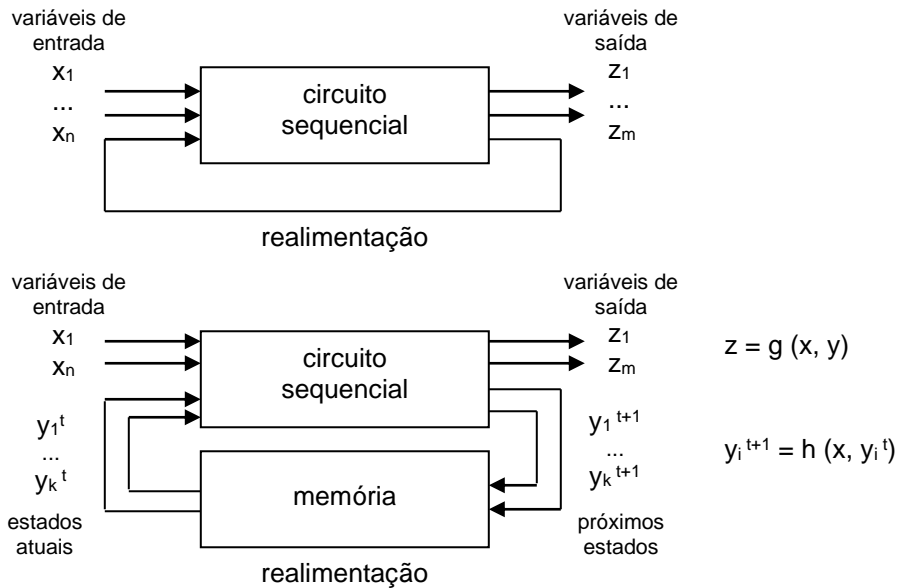 variáveis de
entrada
x1
...
xn
circuito
sequencial
variáveis de
saída
z1
...
zm
realimentação
variáveis de
entrada
x1
xn
circuito
sequencial
variáveis de
saída
z1
zm
z = g (x, y)
y1 t
...
yk t
estados
atuais
memória
y1 t+1
...
yk t+1
próximos
estados
yi t+1 = h (x, yi t)
realimentação